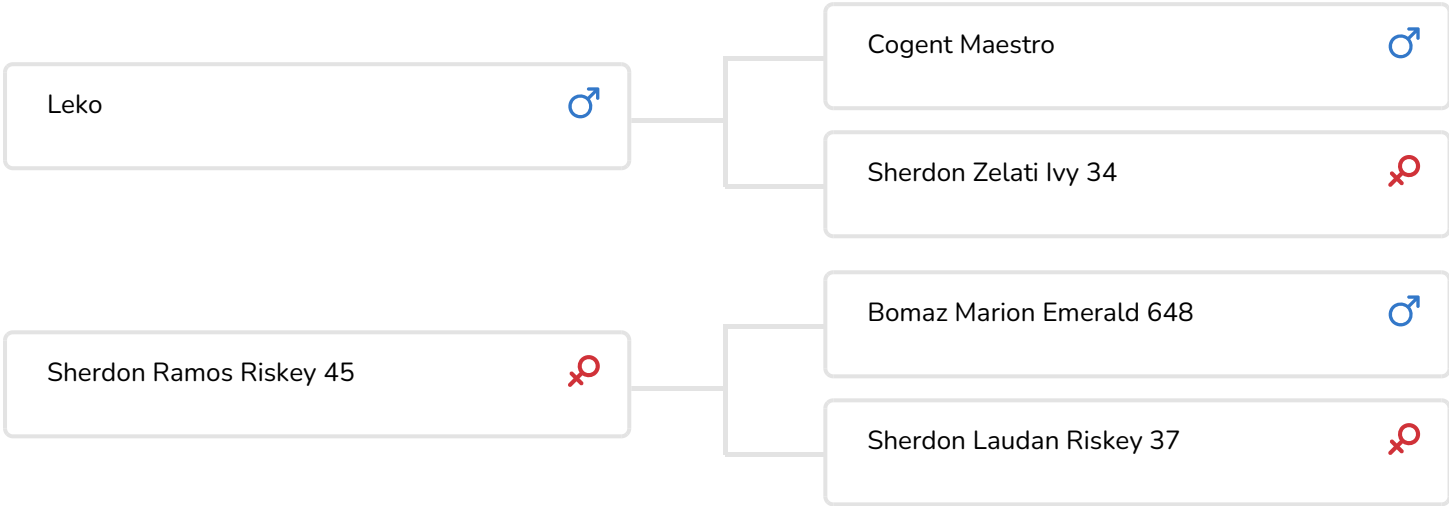 Cogent Maestro
Leko
Sherdon Zelati Ivy 34
Bomaz Marion Emerald 648
Sherdon Ramos Riskey 45
Sherdon Laudan Riskey 37